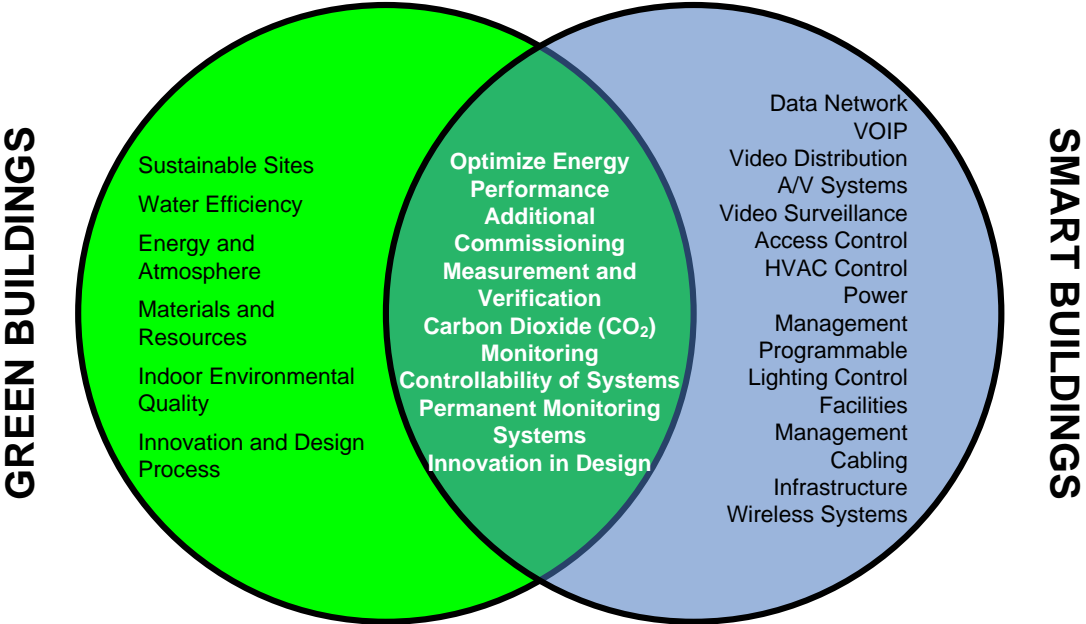 GREEN BUILDINGS
Sustainable Sites
Water Efficiency
Energy and
Atmosphere
Materials and
Resources
Indoor Environmental
Quality
Innovation and Design
Process
Optimize Energy
Performance
Additional
Commissioning
Measurement and
Verification
Carbon Dioxide (CO₂)
Monitoring
Controllability of Systems
Permanent Monitoring
Systems
Innovation in Design
Data Network
VOIP
Video Distribution
A/V Systems
Video Surveillance
Access Control
HVAC Control
Power
Management
Programmable
Lighting Control
Facilities
Management
Cabling
Infrastructure
Wireless Systems
SMART BUILDINGS